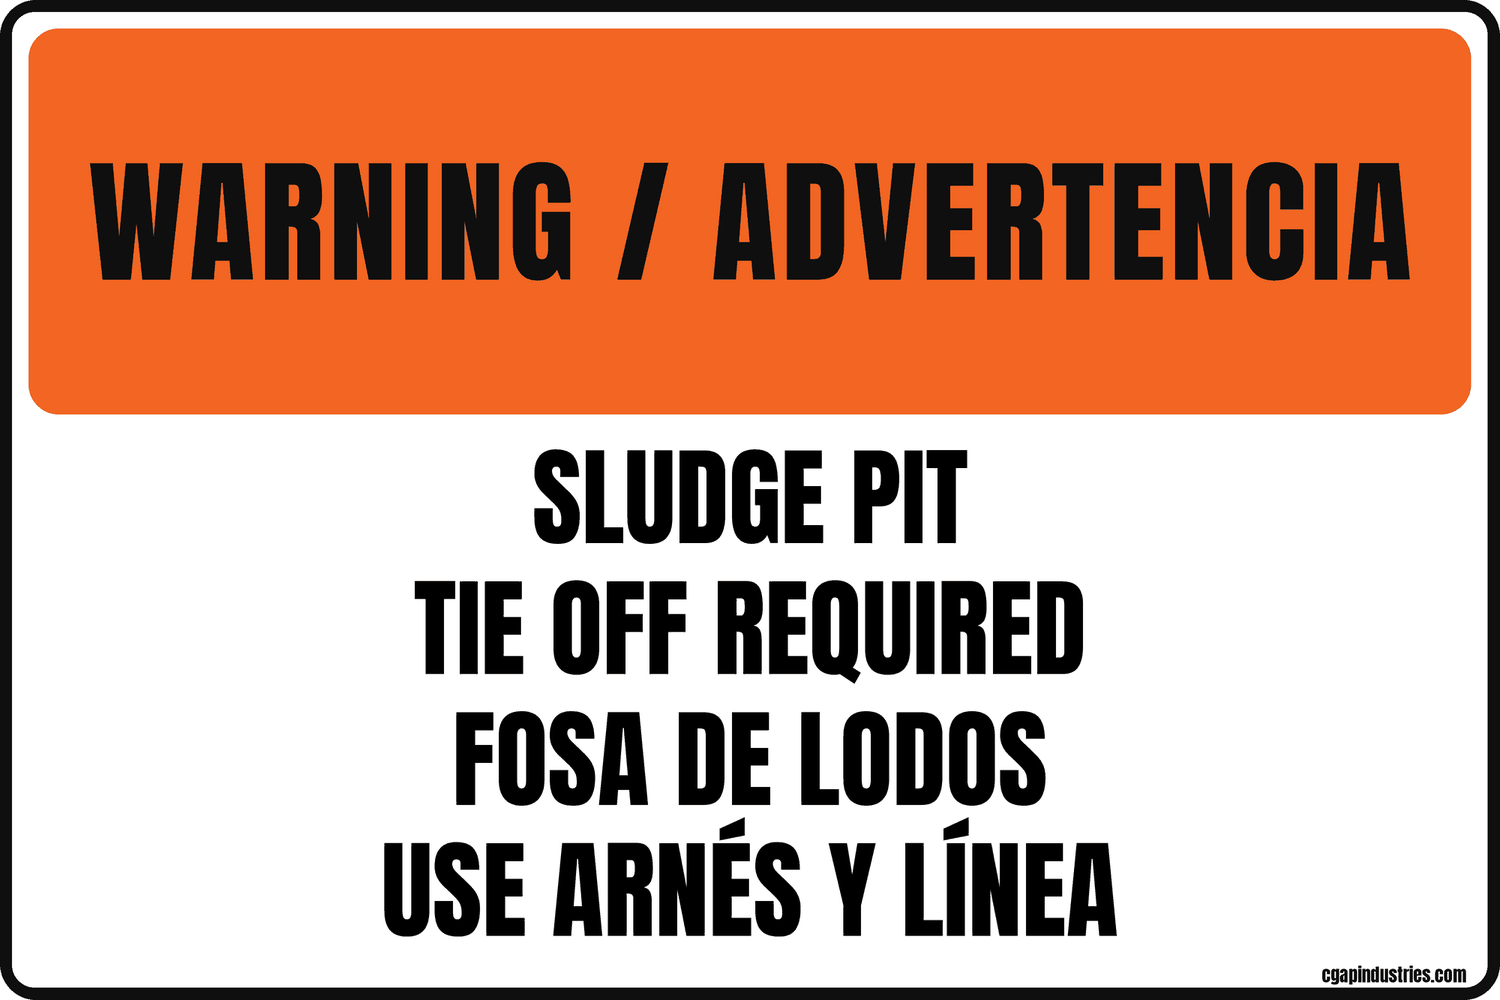 WARNING / ADVERTENCIA
SLUDGE PIT
TIE OFF REQUIRED
FOSA DE LODOS
USE ARNÉS Y LÍNEA
cgapindustries.com